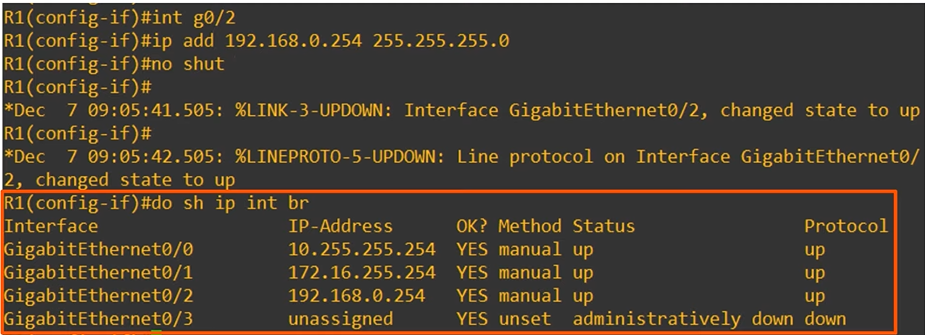 R1(config-if)#int g0/2
R1(config-if)#ip add 192.168.0.254 255.255.255.0
R1(config-if)#no shut
R1(config-if)#
*Dec  7 09:05:41.505: %LINK-3-UPDOWN: Interface GigabitEthernet0/2, changed state to up
R1(config-if)#
*Dec  7 09:05:42.505: %LINEPROTO-5-UPDOWN: Line protocol on Interface GigabitEthernet0/
2, changed state to up
R1(config-if)#do sh ip int br
Interface                  IP-Address      OK? Method Status                Protocol
GigabitEthernet0/0         10.255.255.254  YES manual up                    up
GigabitEthernet0/1         172.16.255.254  YES manual up                    up
GigabitEthernet0/2         192.168.0.254   YES manual up                    up
GigabitEthernet0/3         unassigned      YES unset  administratively down down